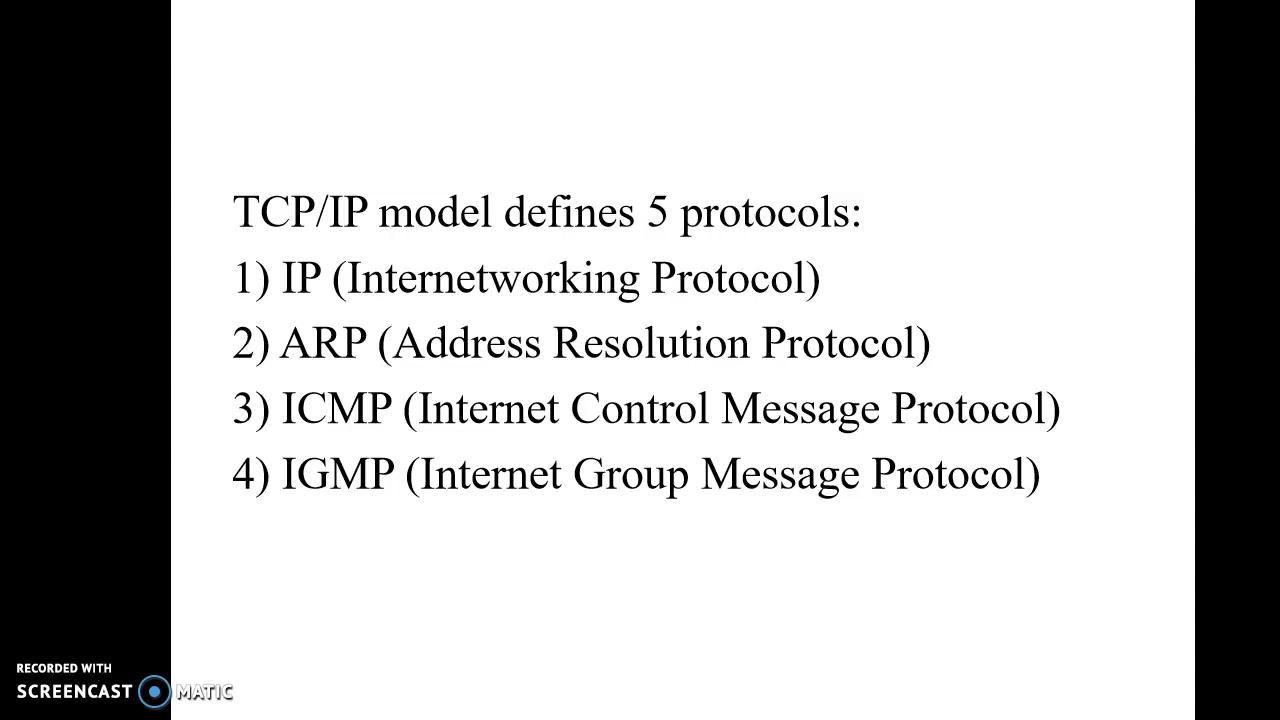 TCP/IP model defines 5 protocols:
1) IP (Internetworking Protocol)
2) ARP (Address Resolution Protocol)
3) ICMP (Internet Control Message Protocol)
4) IGMP (Internet Group Message Protocol)
RECORDED WITH
SCREENCAST MATIC